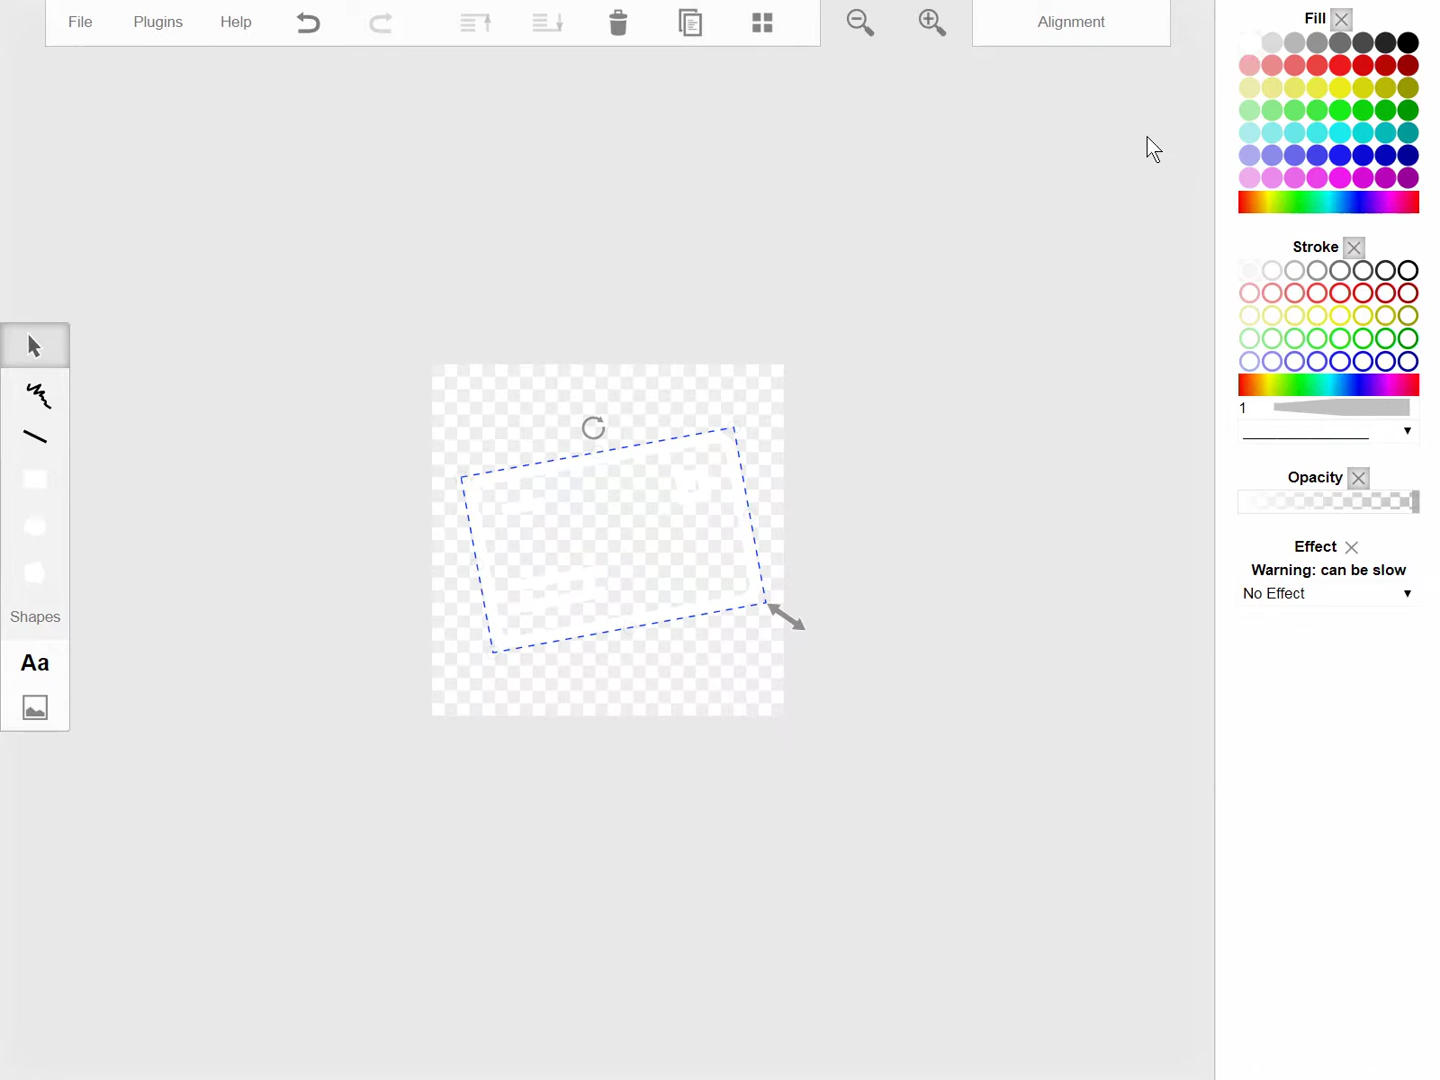 File Plugins Help Alignment
Fill
Stroke
1
Opacity
Effect
Warning: can be slow
No Effect
Shapes
Aa